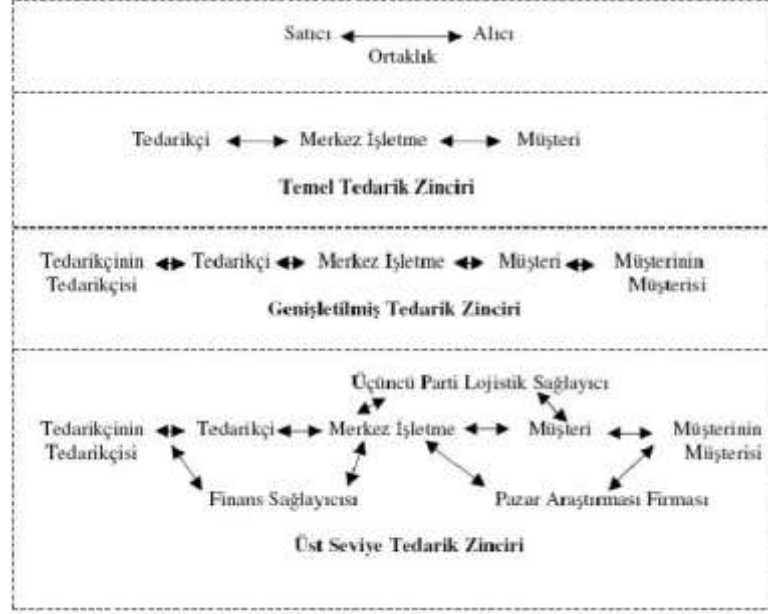 Satıcı Alıcı
Ortaklık
Tedarikçi Merkez İşletme Müşteri
Temel Tedarik Zinciri
Tedarikçinin Tedarikçi Merkez İşletme Müşteri Müşterinin
Tedarikçisi Müşterisi
Genişletilmiş Tedarik Zinciri
Üçüncü Parti Lojistik Sağlayıcı
Tedarikçinin Tedarikçi Merkez İşletme Müşteri Müşterinin
Tedarikçisi Müşterisi
Finans Sağlayıcısı Pazar Araştırması Firması
Üst Seviye Tedarik Zinciri